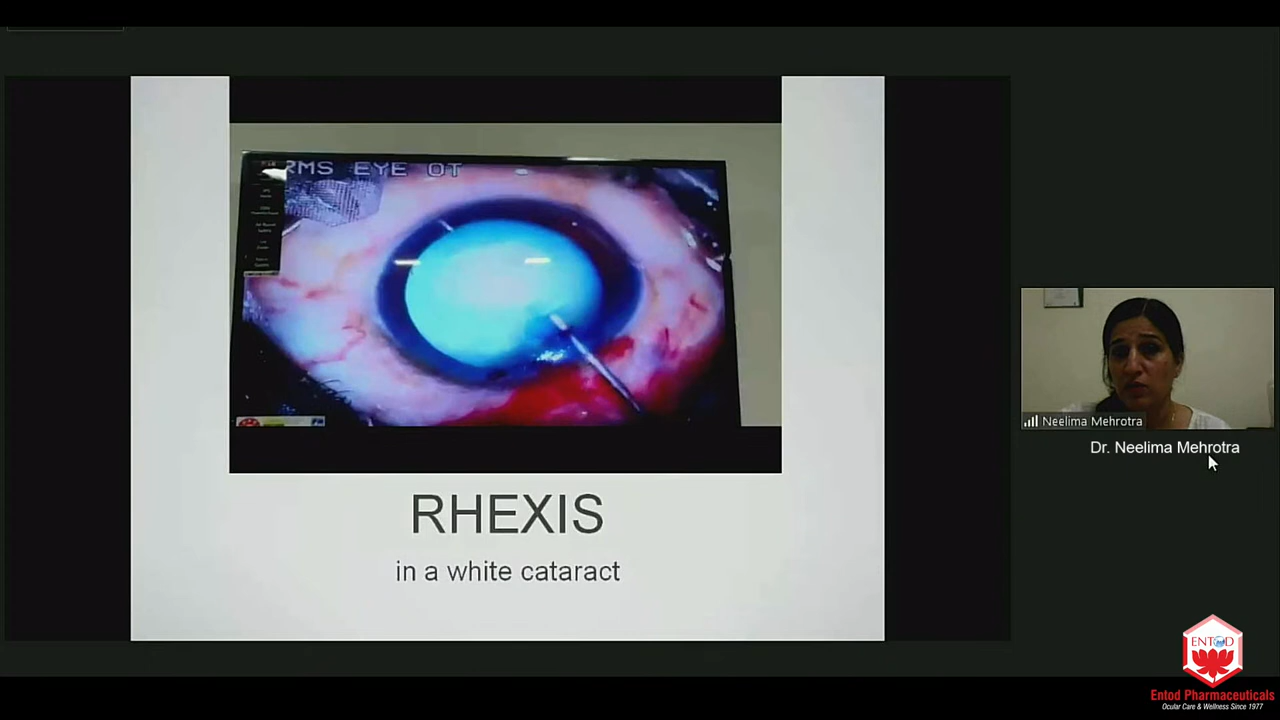 RMS EYE OT
RHEXIS
in a white cataract
Neelima Mehrotra
Dr. Neelima Mehrotra
ENTOD
Entod Pharmaceuticals
Ocular Care & Wellness Since 1977